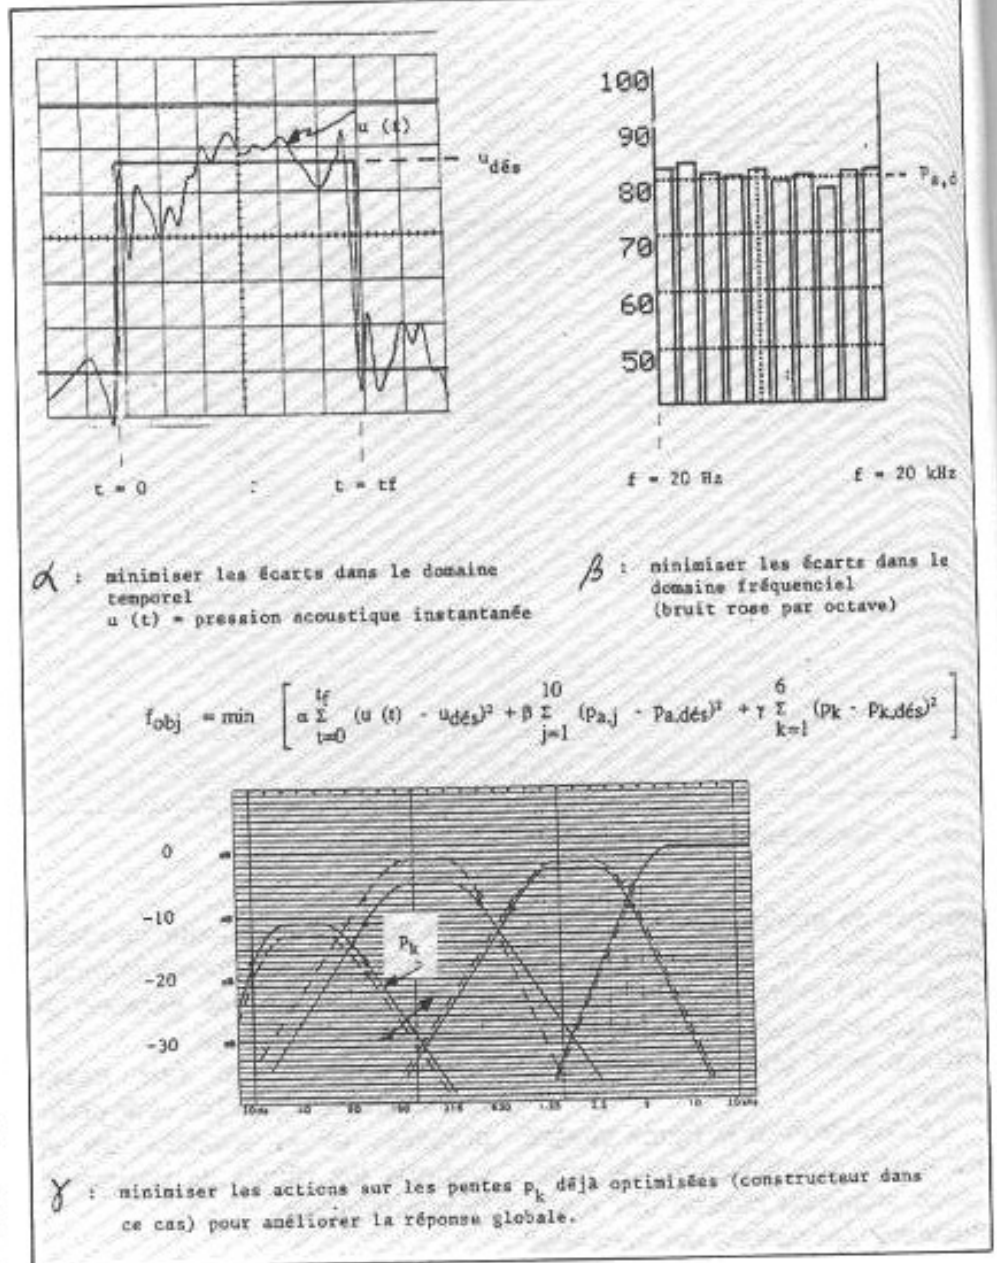 u (t)
u dés
t = 0 : t = tf
100
90
80
70
60
50
f = 20 Hz f = 20 kHz
α : minimiser les écarts dans le domaine
temporel
u (t) = pression acoustique instantanée
β : minimiser les écarts dans le
domaine fréquenciel
(bruit rose par octave)
f_obj = min [ α Σ_{t=0}^{tf} (u (t) - u_dés)² + β Σ_{j=1}^{10} (p_a,j - p_a,dés)² + γ Σ_{k=1}^{6} (p_k - p_k,dés)² ]
0
-10
-20
-30
p_k
γ : minimiser les actions sur les pentes p_k déjà optimisées (constructeur dans
ce cas) pour améliorer la réponse globale.